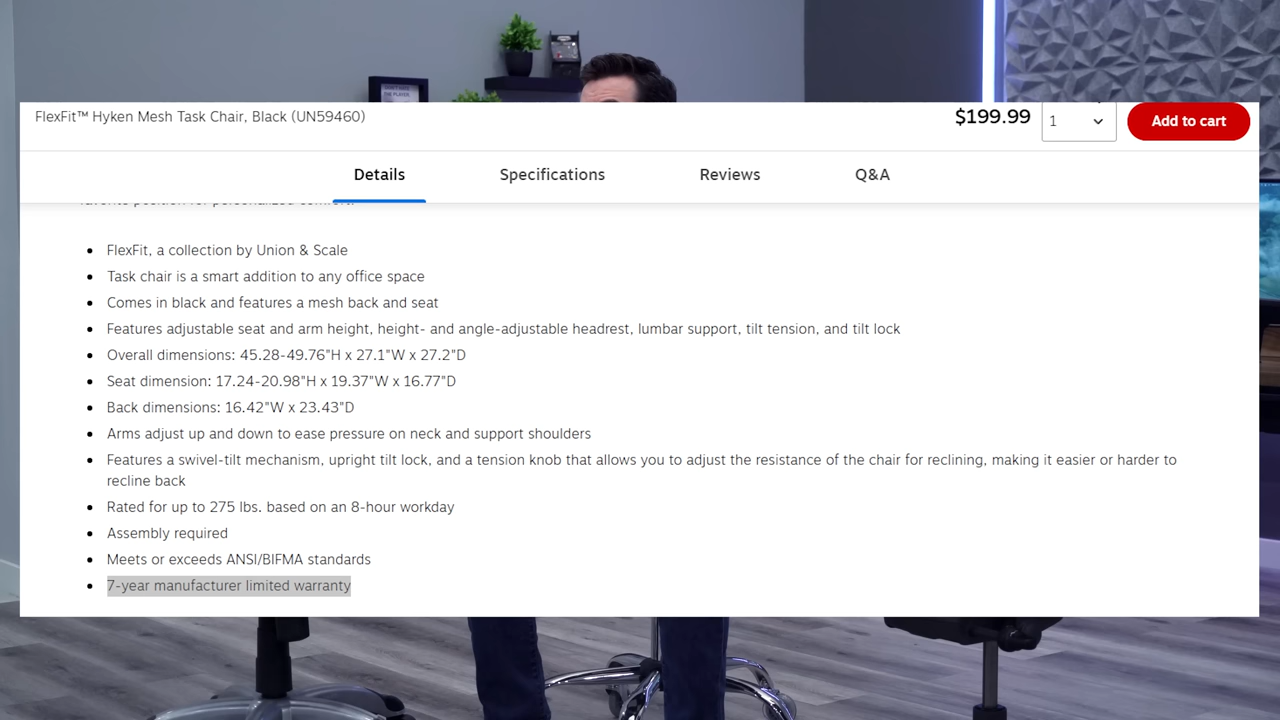 FlexFit™ Hyken Mesh Task Chair, Black (UN59460)
$199.99
1
Add to cart
Details
Specifications
Reviews
Q&A
favorite position for personalized comfort.
FlexFit, a collection by Union & Scale
Task chair is a smart addition to any office space
Comes in black and features a mesh back and seat
Features adjustable seat and arm height, height- and angle-adjustable headrest, lumbar support, tilt tension, and tilt lock
Overall dimensions: 45.28-49.76"H x 27.1"W x 27.2"D
Seat dimension: 17.24-20.98"H x 19.37"W x 16.77"D
Back dimensions: 16.42"W x 23.43"D
Arms adjust up and down to ease pressure on neck and support shoulders
Features a swivel-tilt mechanism, upright tilt lock, and a tension knob that allows you to adjust the resistance of the chair for reclining, making it easier or harder to
recline back
Rated for up to 275 lbs. based on an 8-hour workday
Assembly required
Meets or exceeds ANSI/BIFMA standards
7-year manufacturer limited warranty